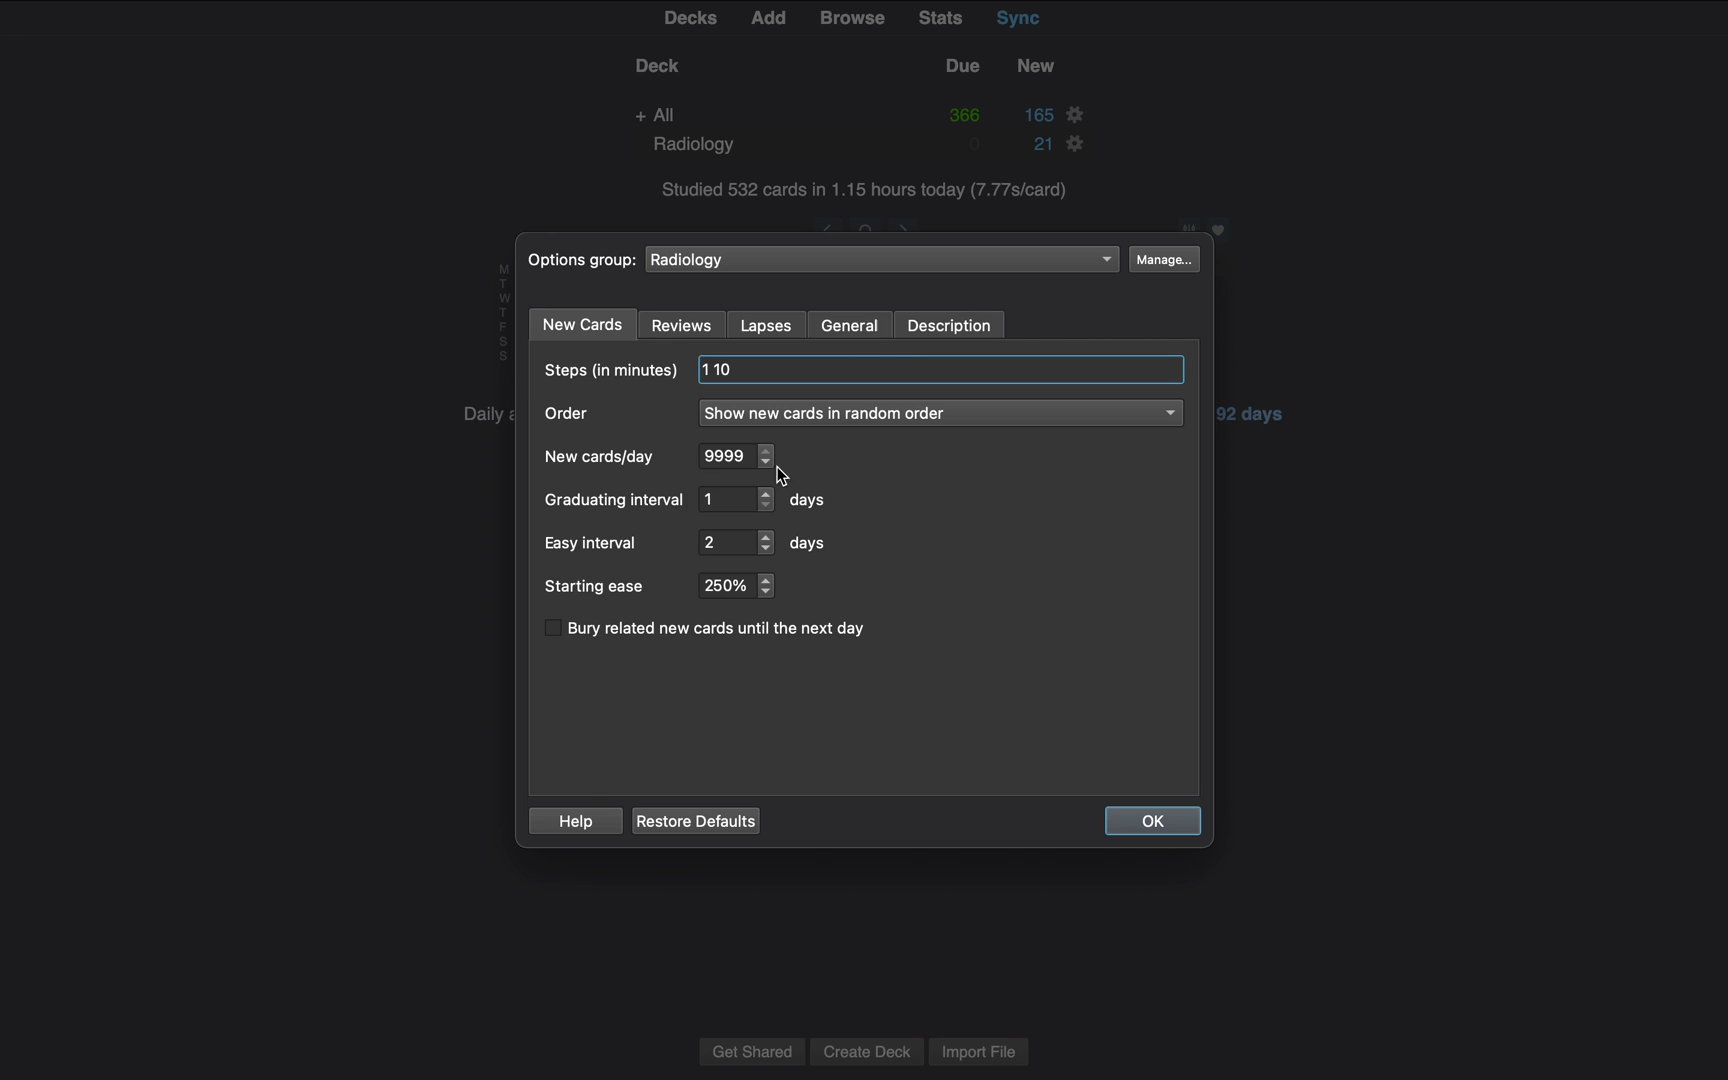 Decks Add Browse Stats Sync
Deck Due New
+ All 366 165
Radiology 0 21
Studied 532 cards in 1.15 hours today (7.77s/card)
Options group: Radiology Manage...
M
T
W
T
F
S
S
New Cards Reviews Lapses General Description
Steps (in minutes) 1 10
Order Show new cards in random order
Daily 92 days
New cards/day 9999
Graduating interval 1 days
Easy interval 2 days
Starting ease 250%
Bury related new cards until the next day
Help Restore Defaults OK
Get Shared Create Deck Import File